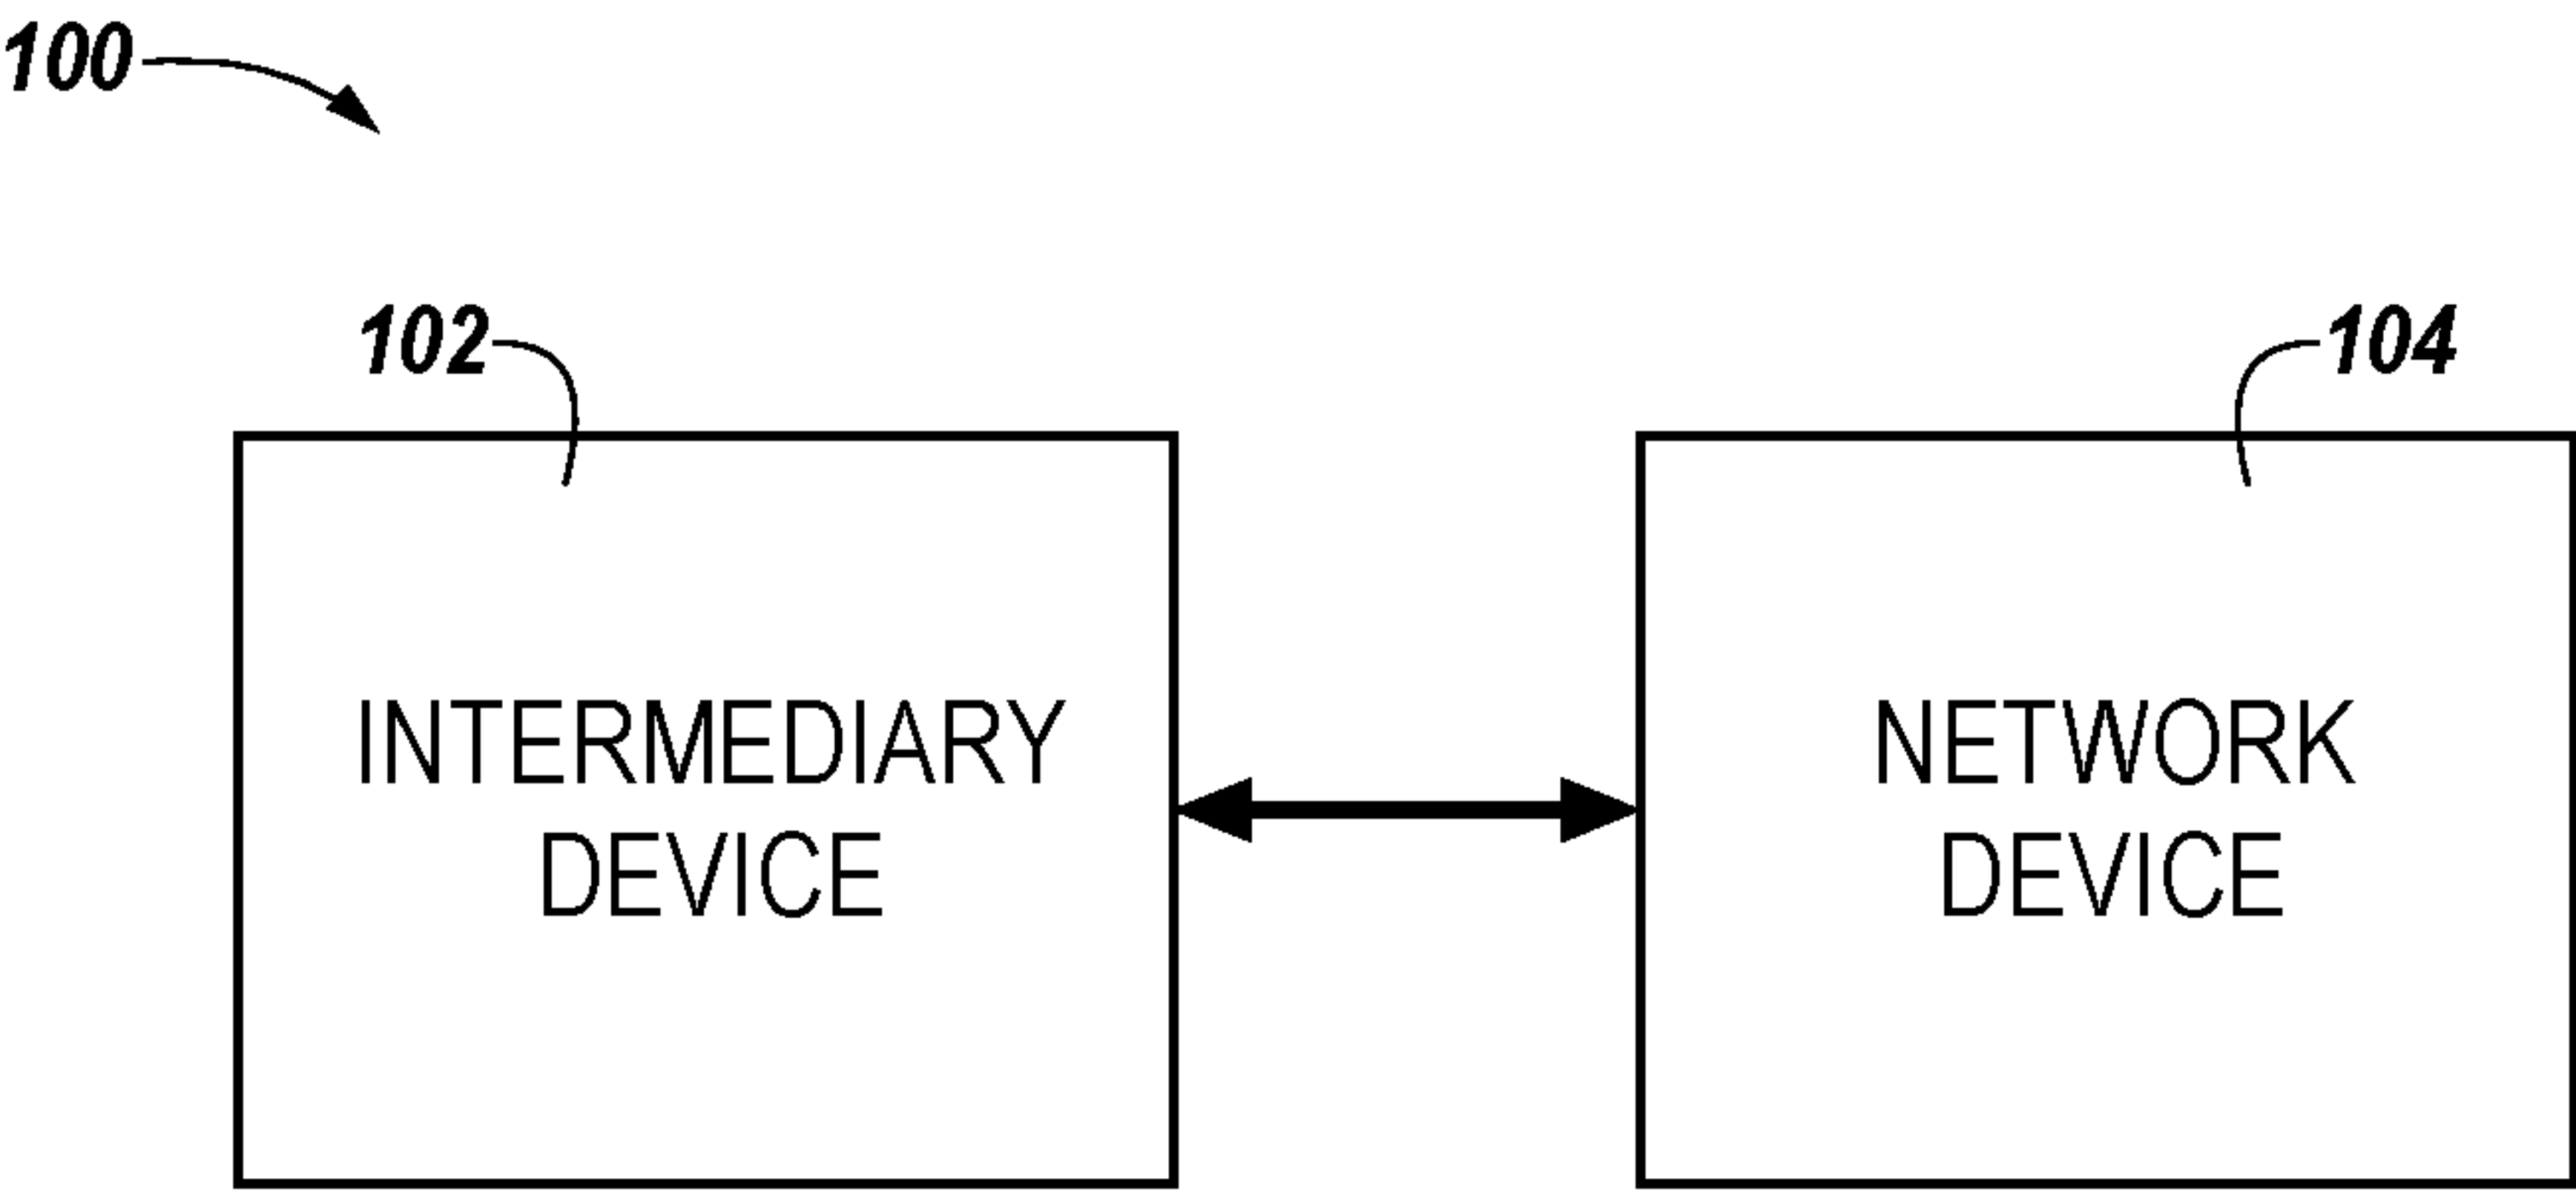 100
102
104
INTERMEDIARY
DEVICE
NETWORK
DEVICE